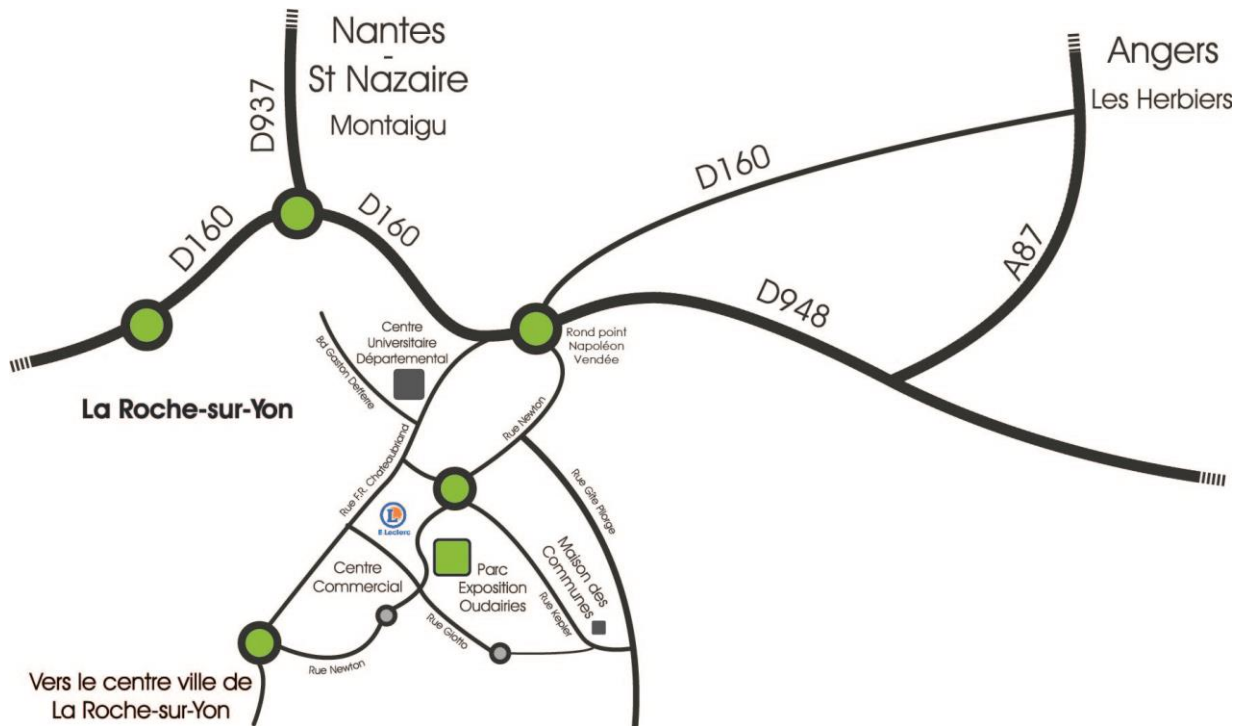 Nantes
-
St Nazaire
Montaigu
D937
Angers
Les Herbiers
D160
D160
D160
A87
D948
Rond point
Napoléon
Vendée
Centre
Universitaire
Départemental
Bd Gaston Defferre
La Roche-sur-Yon
Rue Newton
Rue F.R. Chateaubriand
Rue Gîte Pilorge
L
E.Leclerc
Centre
Commercial
Parc
Exposition
Oudairies
Maison des
Communes
Rue Kepler
Rue Giotto
Rue Newton
Vers le centre ville de
La Roche-sur-Yon